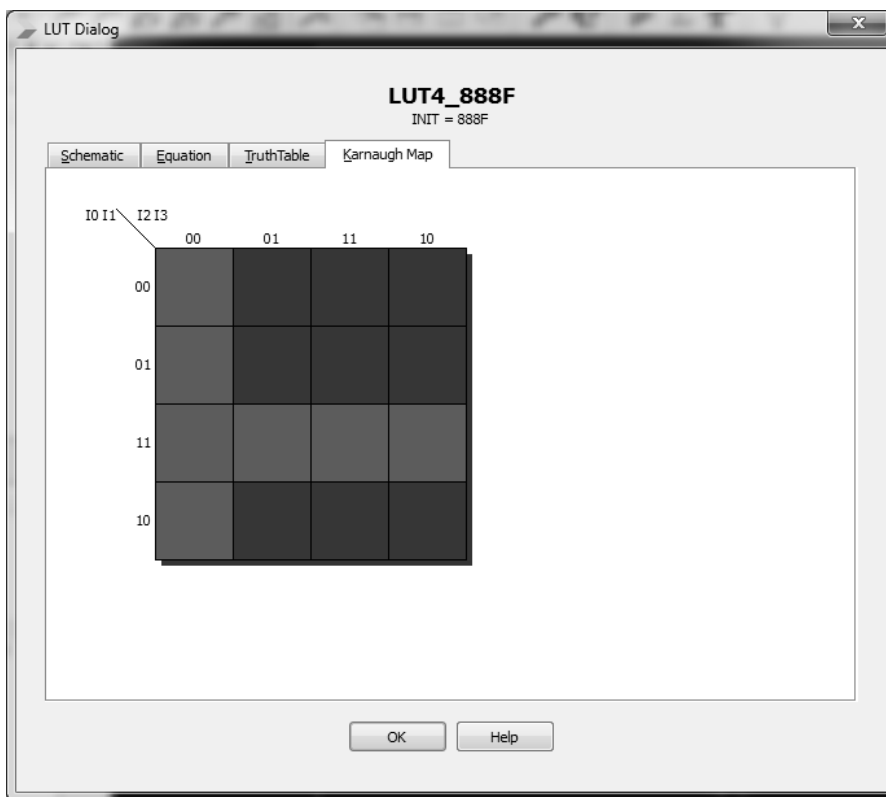 LUT Dialog
x
LUT4_888F
INIT = 888F
Schematic Equation TruthTable Karnaugh Map
I0 I1 I2 I3
00 01 11 10
00
01
11
10
OK Help